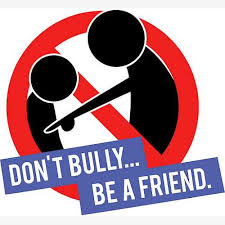 DON'T BULLY...
BE A FRIEND.